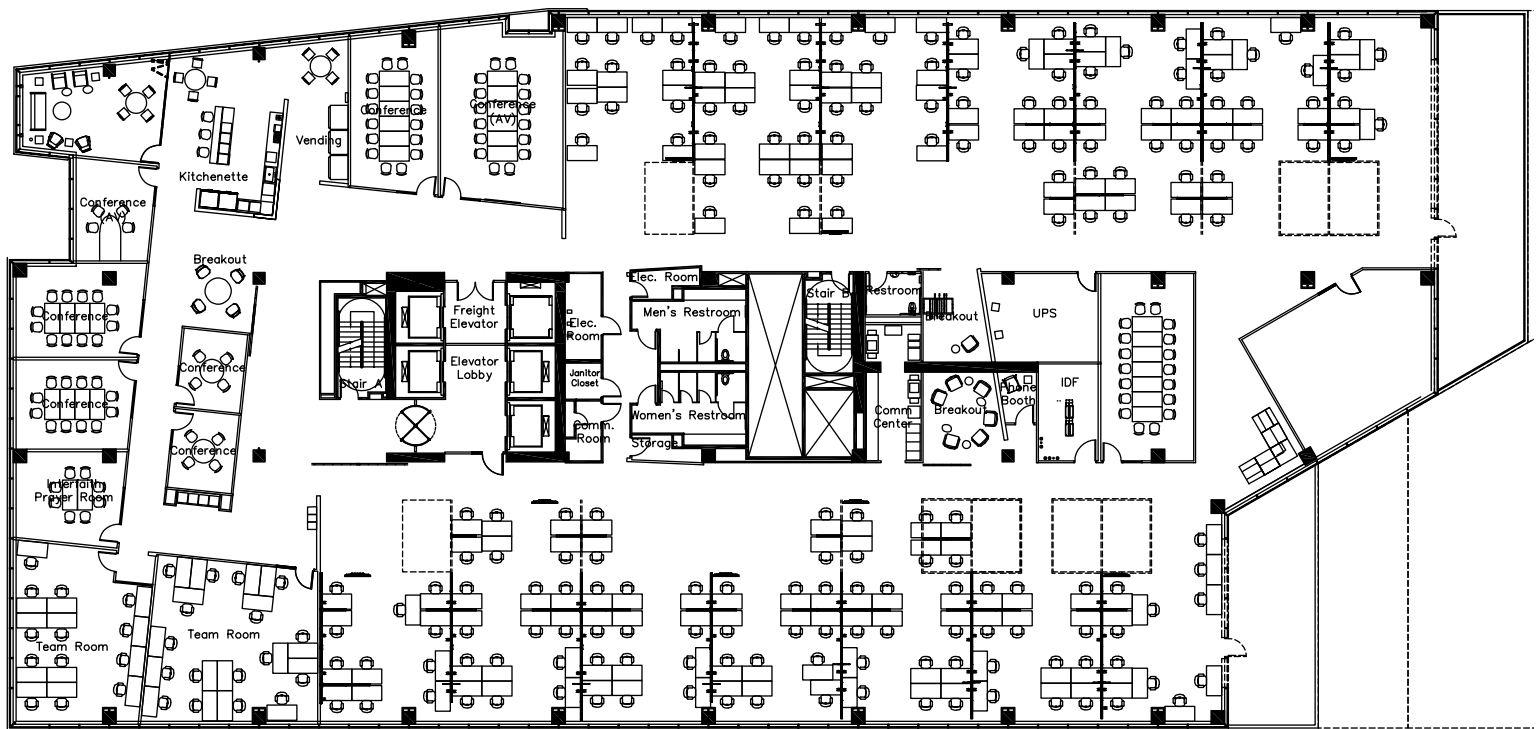 Conference
Conference
(AV)
Vending
Kitchenette
Conference
(AV)
Breakout
Conference
Conference
Conference
Conference
Interfaith
Prayer Room
Team Room
Team Room
Stair A
Freight
Elevator
Elevator
Lobby
Elec.
Room
Janitor
Closet
Comm.
Room
Elec. Room
Men's Restroom
Women's Restroom
Storage
Stair B
Restroom
Breakout
UPS
Comm
Center
Breakout
Phone
Booth
IDF